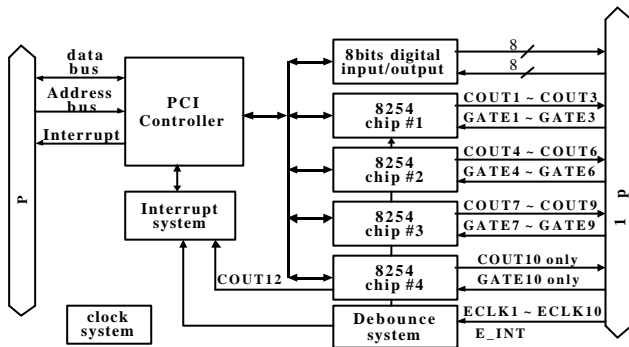 data
bus
Address
bus
Interrupt
P
PCI
Controller
Interrupt
system
clock
system
COUT12
8bits digital
input/output
8254
chip #1
8254
chip #2
8254
chip #3
8254
chip #4
Debounce
system
8
8
COUT1 ~ COUT3
GATE1 ~ GATE3
COUT4 ~ COUT6
GATE4 ~ GATE6
COUT7 ~ COUT9
GATE7 ~ GATE9
COUT10 only
GATE10 only
ECLK1 ~ ECLK10
E_INT
1 p